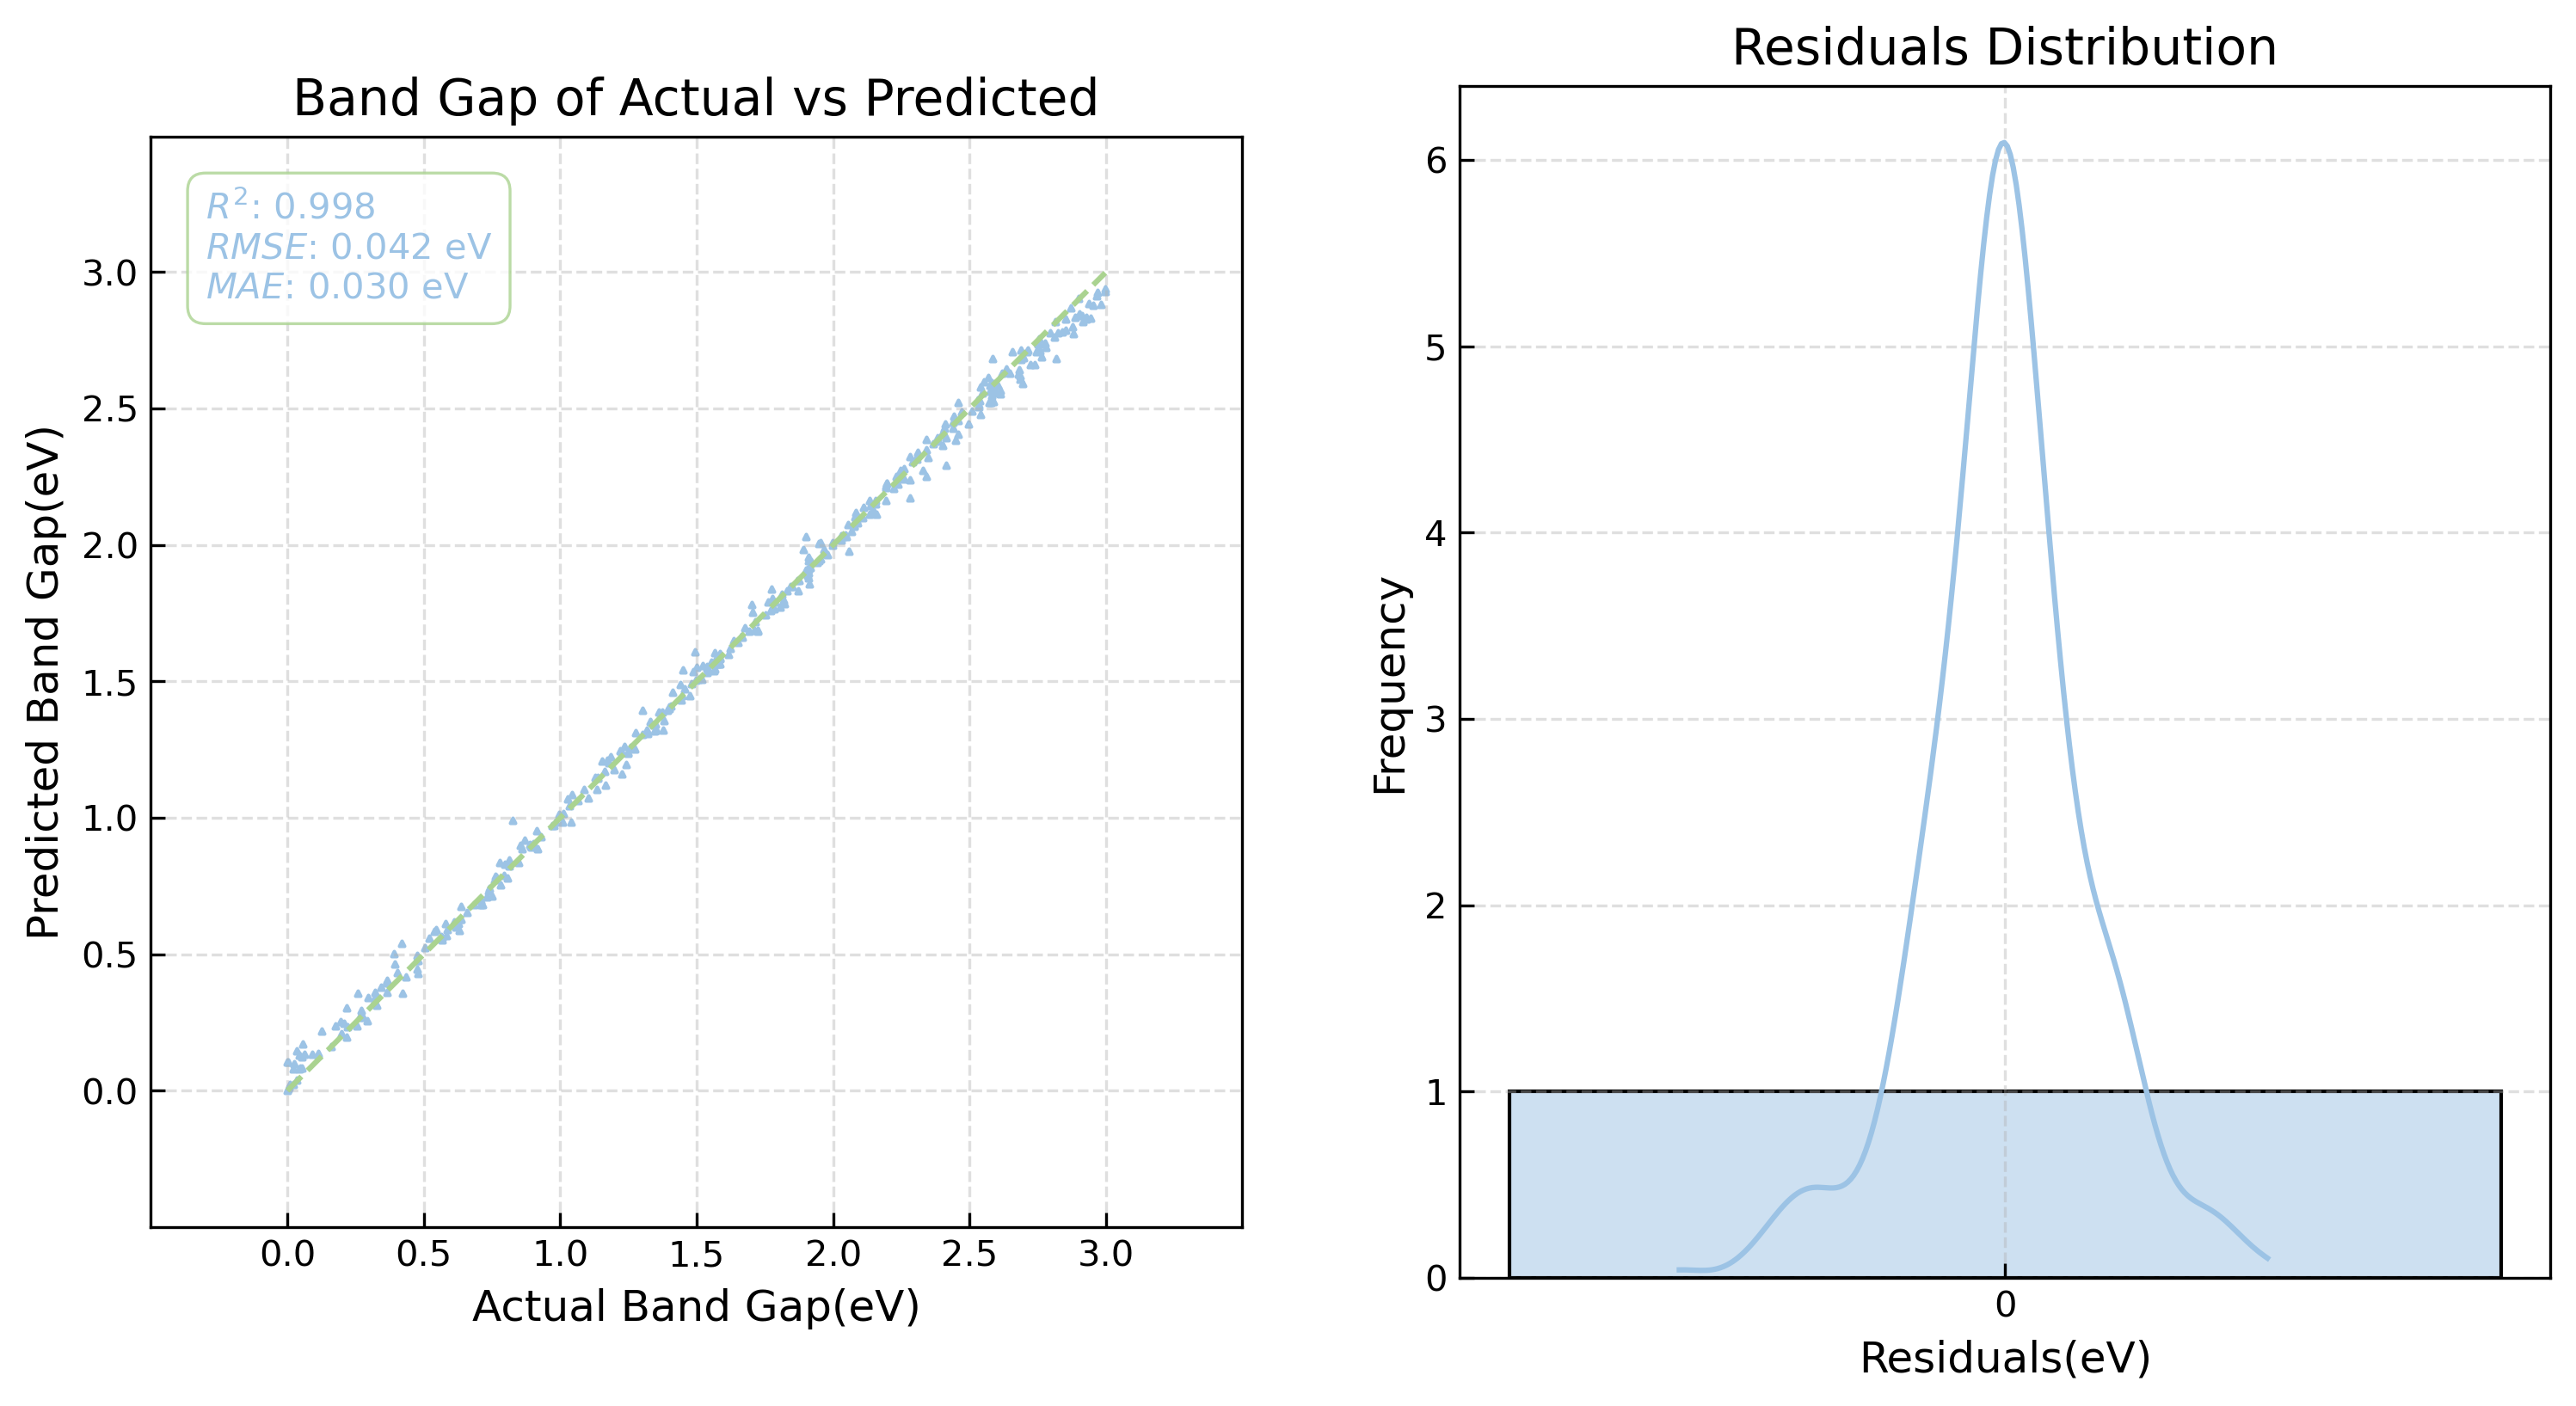 Band Gap of Actual vs Predicted
R²: 0.998
RMSE: 0.042 eV
MAE: 0.030 eV
Predicted Band Gap(eV)
3.0
2.5
2.0
1.5
1.0
0.5
0.0
0.0 0.5 1.0 1.5 2.0 2.5 3.0
Actual Band Gap(eV)
Residuals Distribution
Frequency
6
5
4
3
2
1
0
0
Residuals(eV)